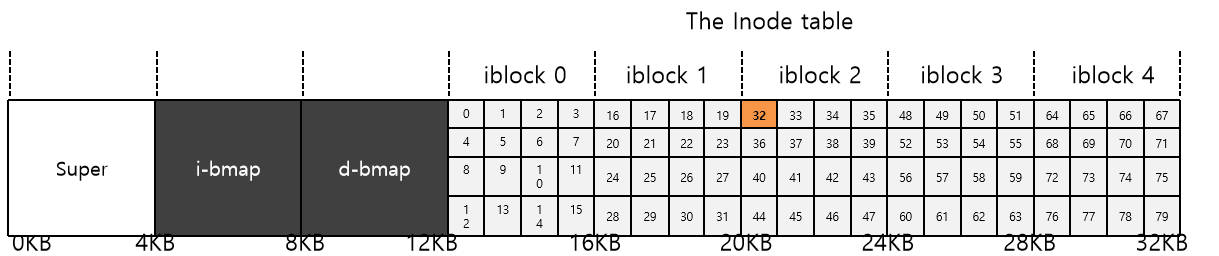 The Inode table
iblock 0 iblock 1 iblock 2 iblock 3 iblock 4
0 1 2 3 16 17 18 19 32 33 34 35 48 49 50 51 64 65 66 67
4 5 6 7 20 21 22 23 36 37 38 39 52 53 54 55 68 69 70 71
Super i-bmap d-bmap 8 9 10 11 24 25 26 27 40 41 42 43 56 57 58 59 72 73 74 75
12 13 14 15 28 29 30 31 44 45 46 47 60 61 62 63 76 77 78 79
0KB 4KB 8KB 12KB 16KB 20KB 24KB 28KB 32KB